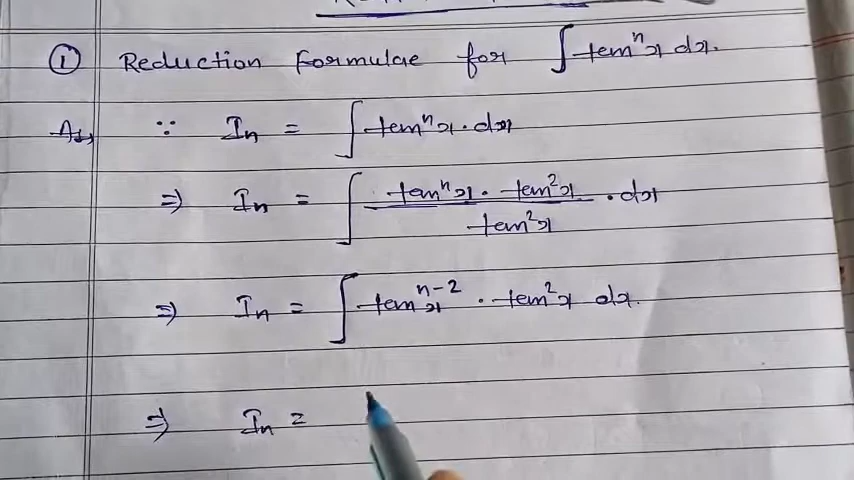 ① Reduction Formulae for ∫ tanⁿx dx.
Ans ∵ Iₙ = ∫ tanⁿx · dx
⇒ Iₙ = ∫ (tanⁿx · tan²x) / (tan²x) · dx
⇒ Iₙ = ∫ tanⁿ⁻²x · tan²x dx.
⇒ Iₙ =